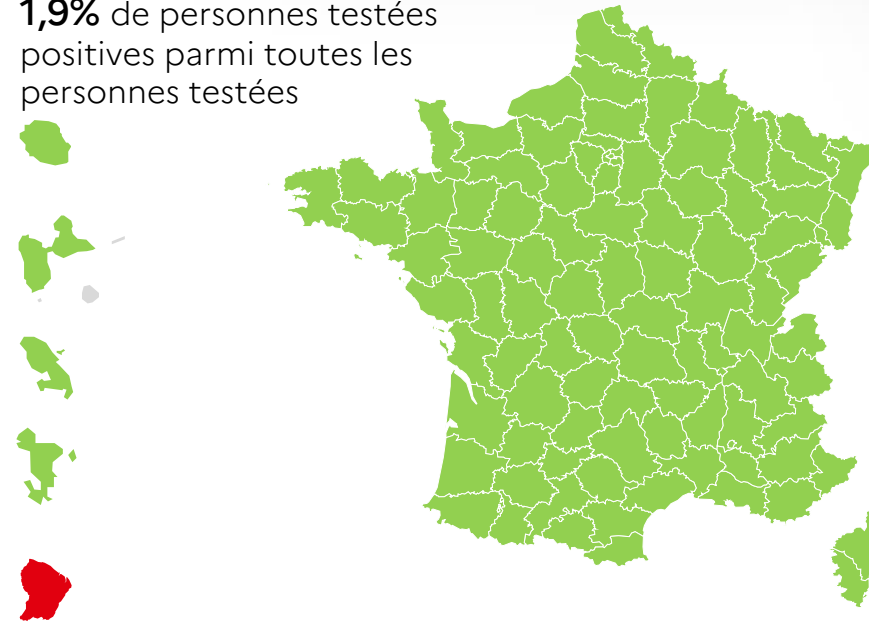 1,9% de personnes testées
positives parmi toutes les
personnes testées